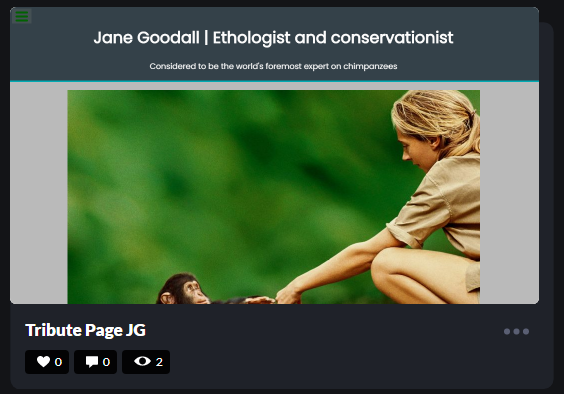 Jane Goodall | Ethologist and conservationist
Considered to be the world's foremost expert on chimpanzees
Tribute Page JG
0 0 2